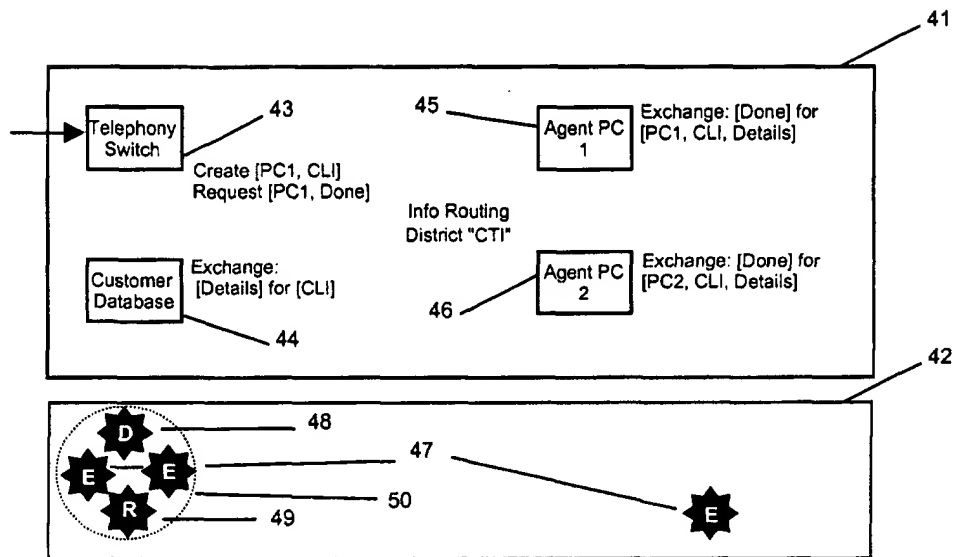 41
43
Telephony
Switch
Create [PC1, CLI]
Request [PC1, Done]
45
Agent PC
1
Exchange: [Done] for
[PC1, CLI, Details]
Info Routing
District "CTI"
Customer
Database
Exchange:
[Details] for [CLI]
44
46
Agent PC
2
Exchange: [Done] for
[PC2, CLI, Details]
42
D
48
E
E
47
50
R
49
E